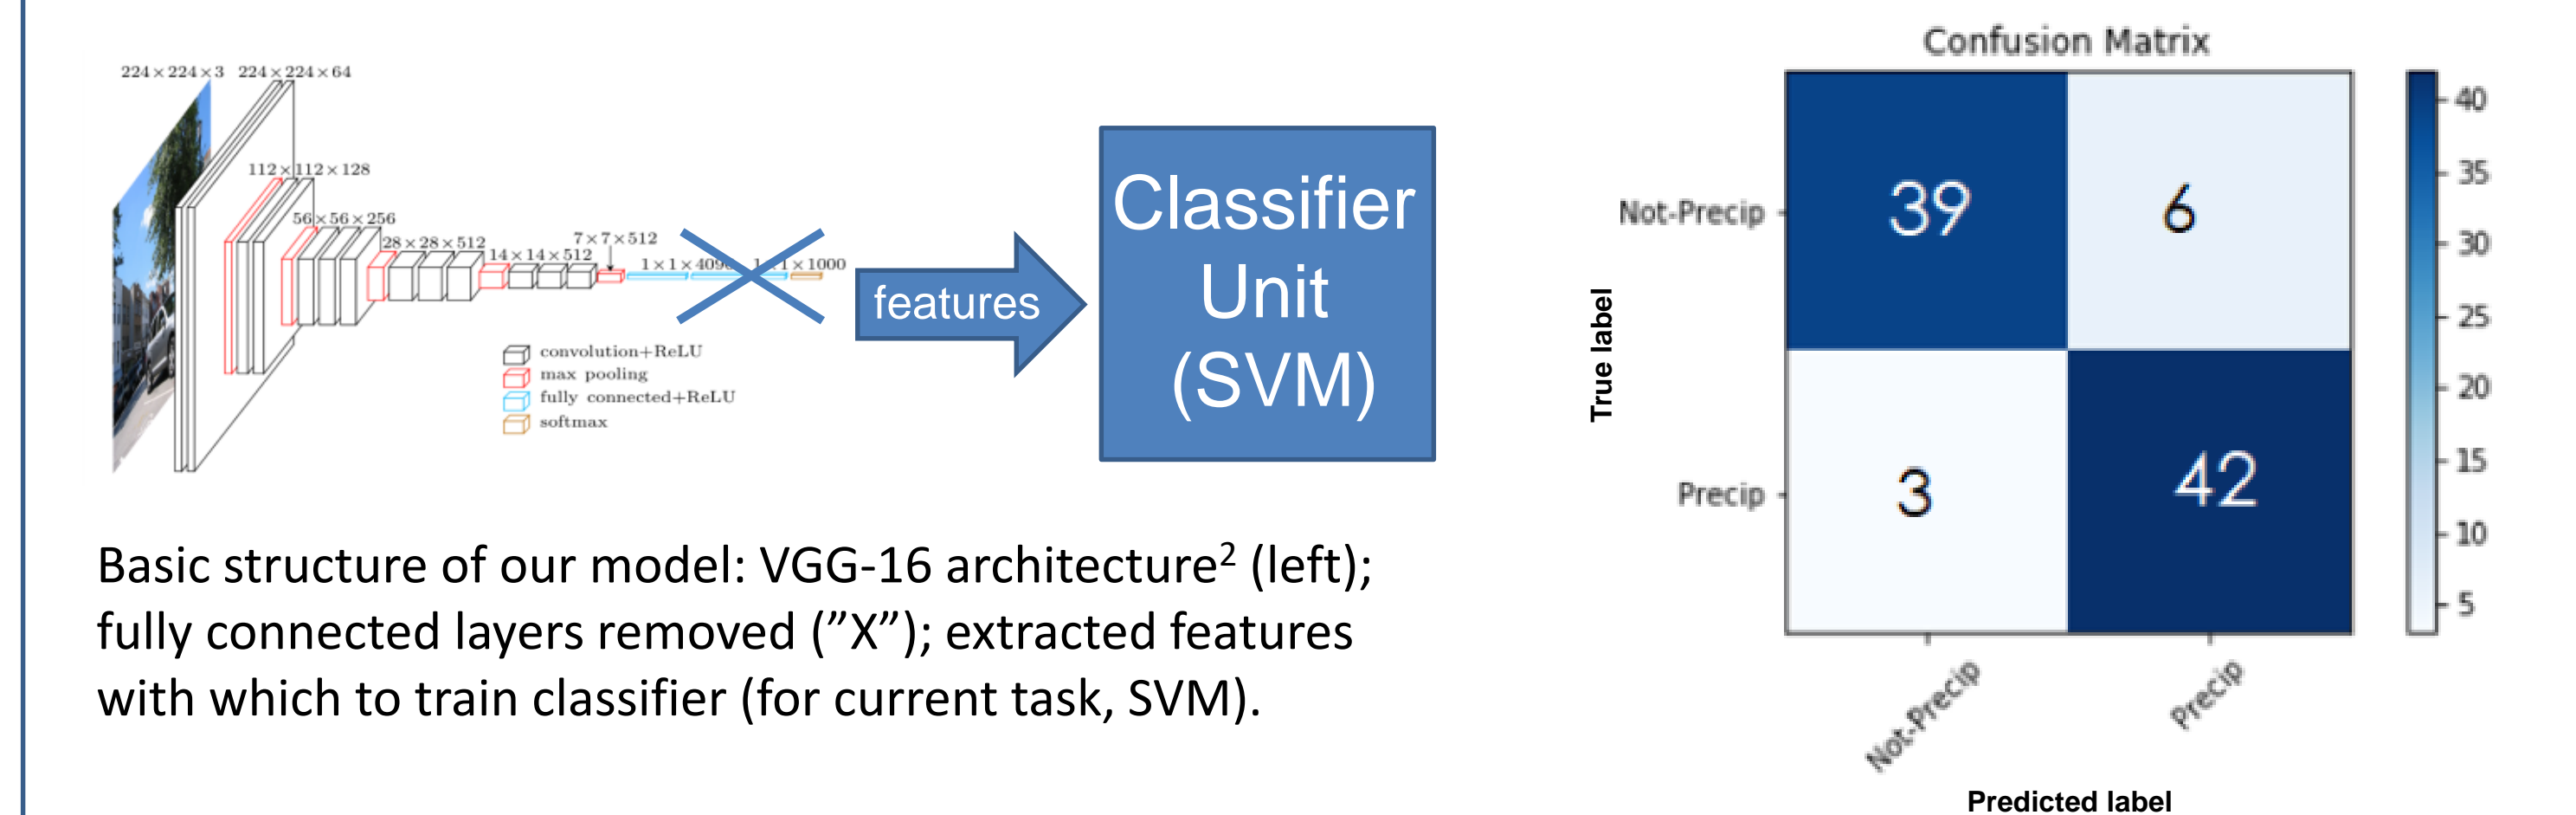 224×224×3 224×224×64
112×112×128
56×56×256
28×28×512
14×14×512
7×7×512
1×1×1000
convolution+ReLU
max pooling
fully connected+ReLU
softmax
features
Classifier
Unit
(SVM)
Basic structure of our model: VGG-16 architecture² (left);
fully connected layers removed (”X”); extracted features
with which to train classifier (for current task, SVM).
Confusion Matrix
True label
Not-Precip
39 6
Precip
3 42
Not-Precip
Precip
Predicted label
40
35
30
25
20
15
10
5